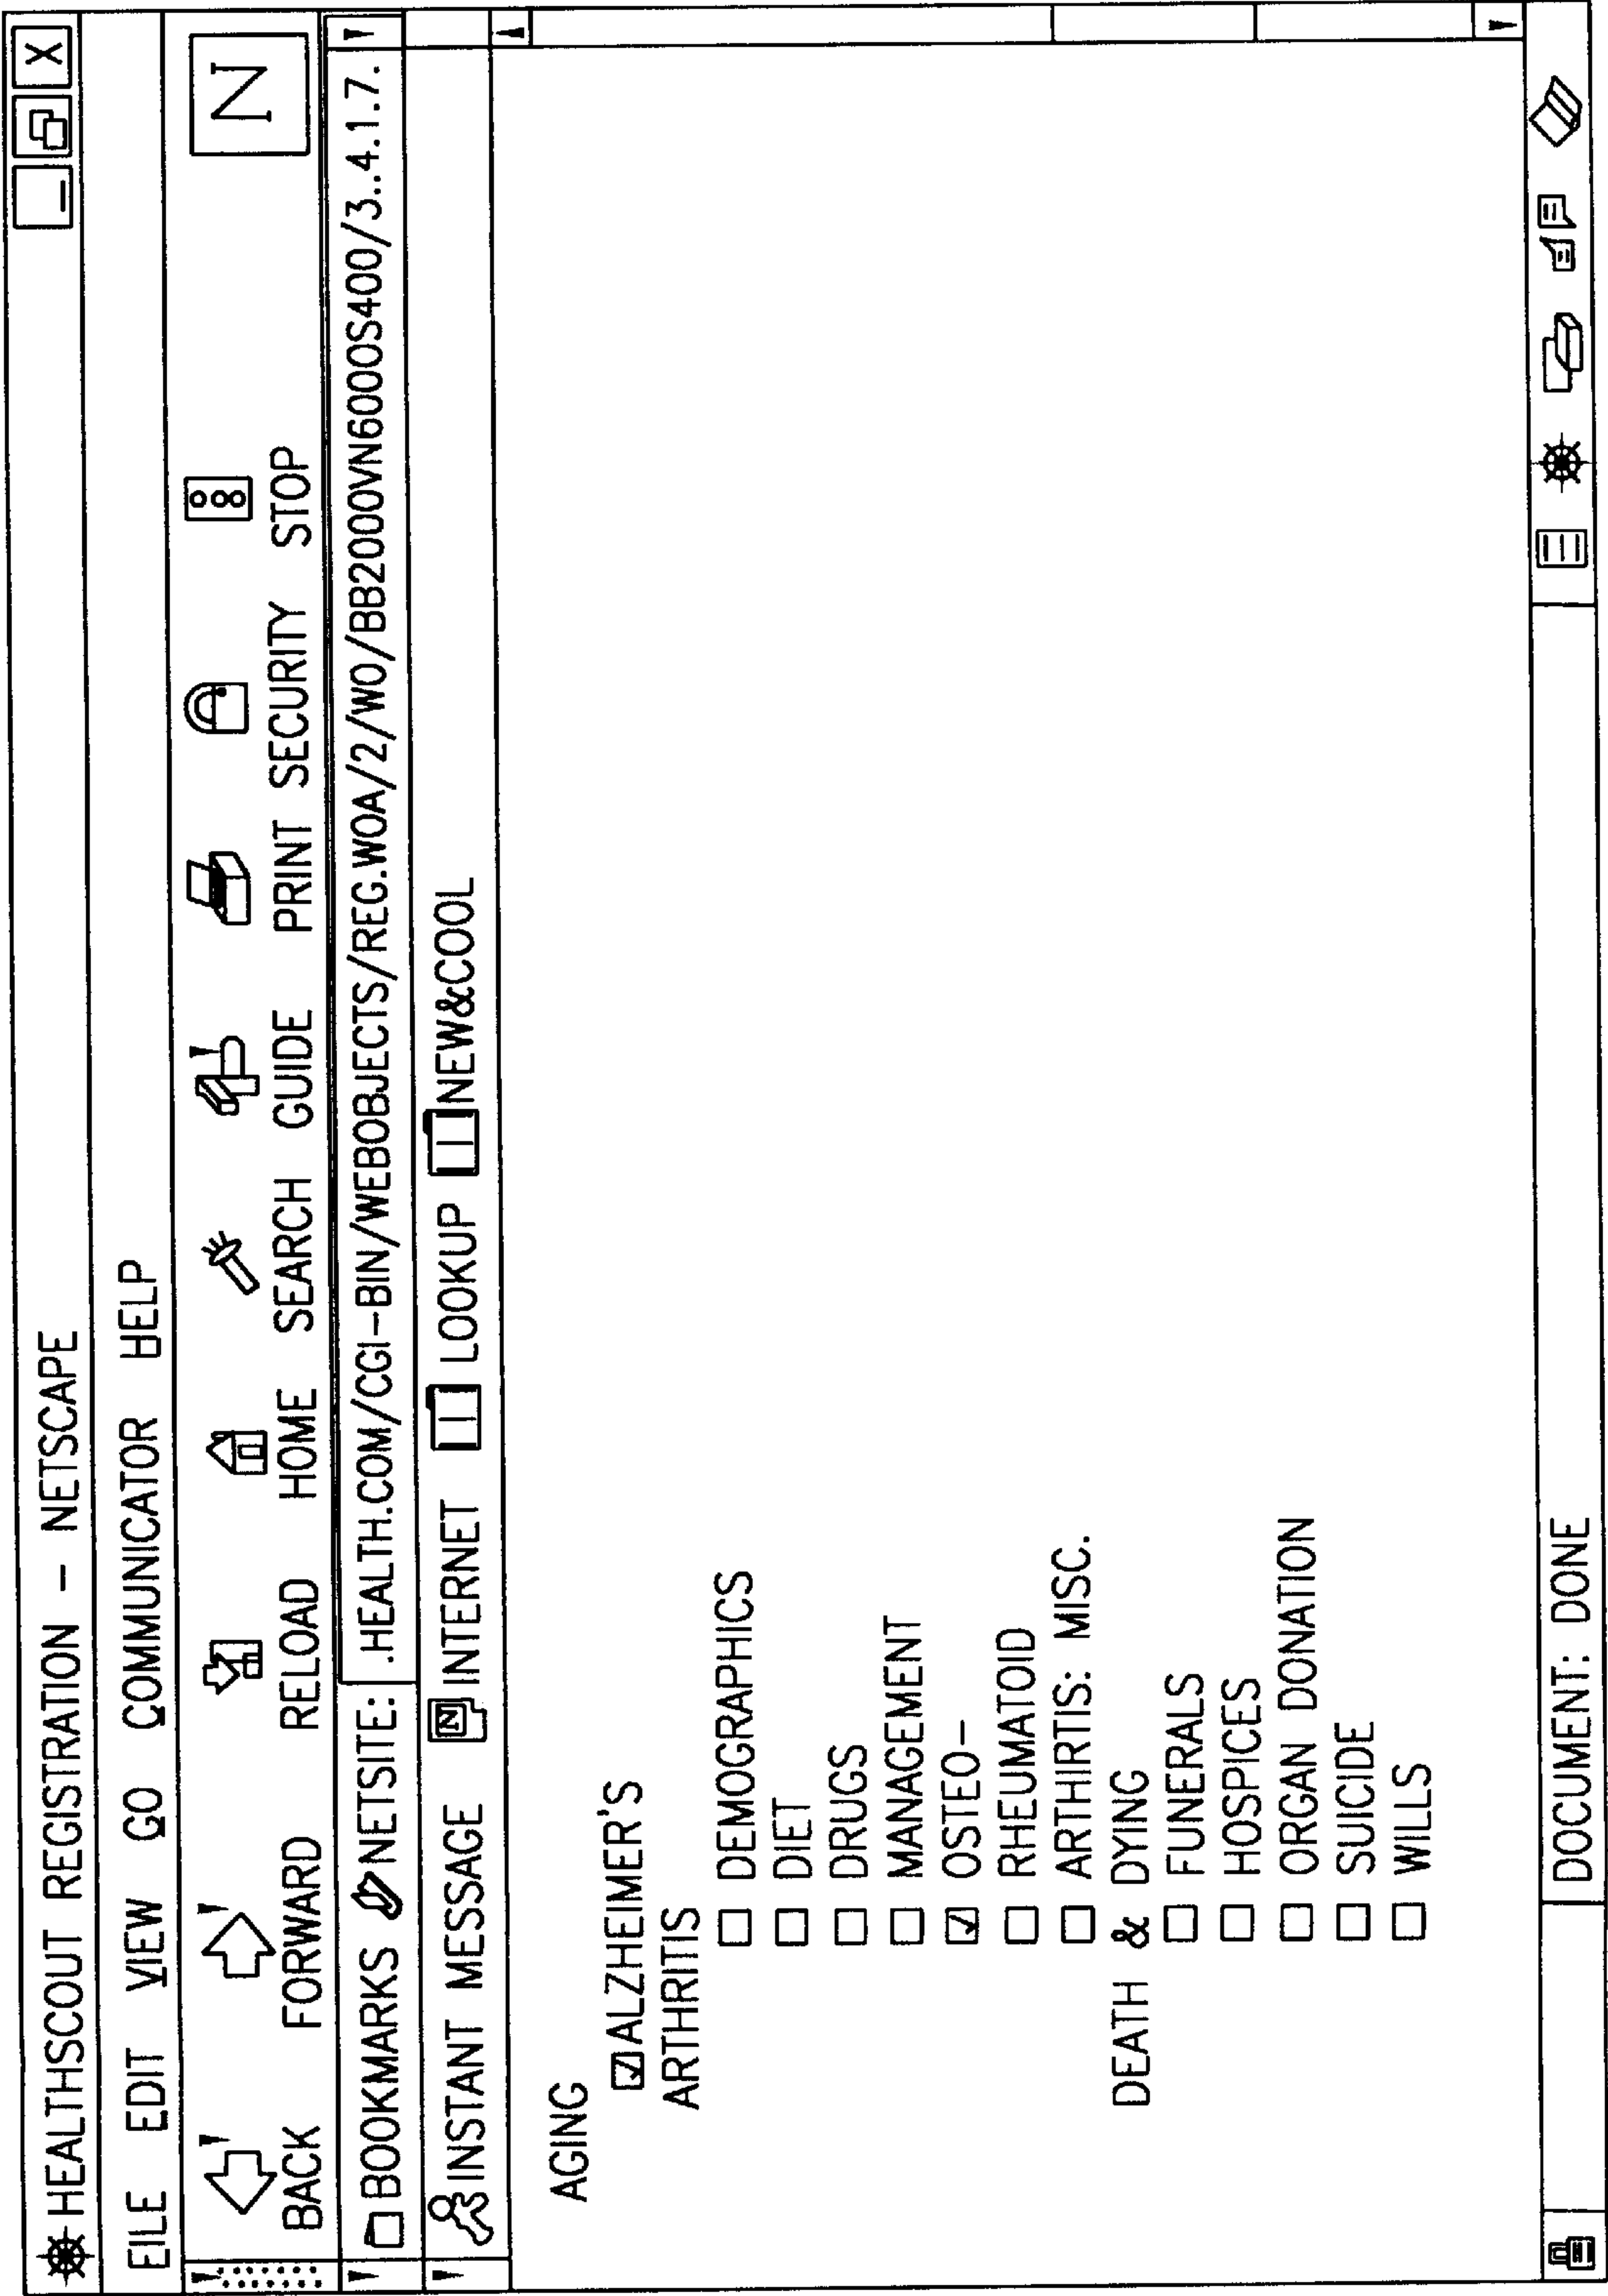 HEALTHSCOUT REGISTRATION – NETSCAPE
FILE EDIT VIEW GO COMMUNICATOR HELP
BACK FORWARD RELOAD HOME SEARCH GUIDE PRINT SECURITY STOP
N
BOOKMARKS NETSITE: .HEALTH.COM/CGI-BIN/WEBOBJECTS/REG.WOA/2/WO/BB2000VN6000S400/3..4.1.7.
INSTANT MESSAGE N INTERNET LOOKUP NEW&COOL
AGING
ALZHEIMER'S
ARTHRITIS
DEMOGRAPHICS
DIET
DRUGS
MANAGEMENT
OSTEO-
RHEUMATOID
ARTHIRTIS: MISC.
DEATH & DYING
FUNERALS
HOSPICES
ORGAN DONATION
SUICIDE
WILLS
DOCUMENT: DONE